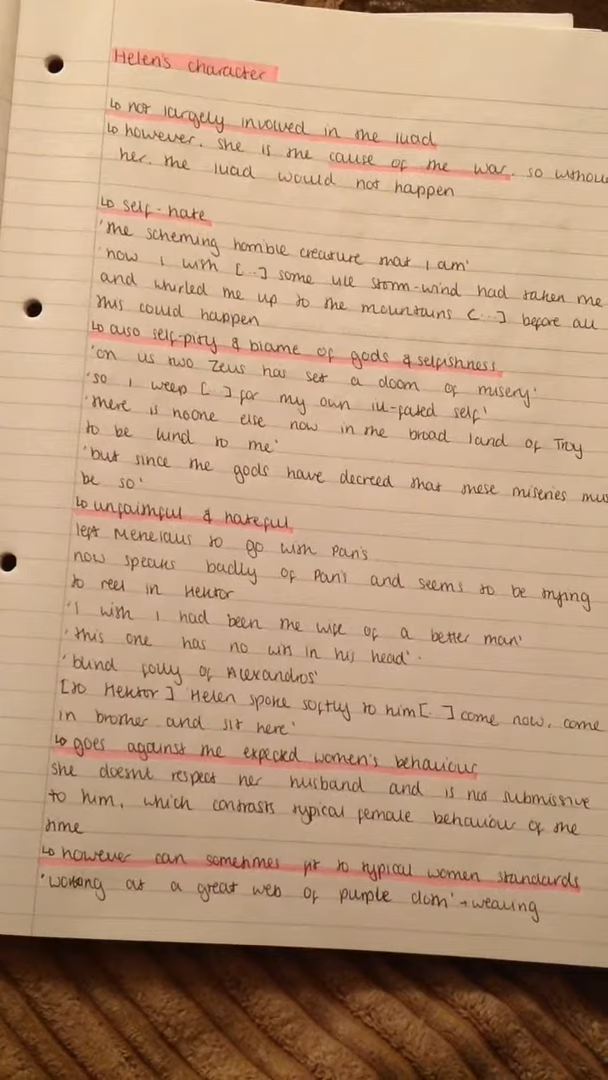 Helen's character
↳ not largely involved in the Iliad
↳ however, she is the cause of the war, so without
her, the Iliad would not happen
↳ self-hate
'the scheming horrible creature that I am'
'how I wish [...] some vile storm-wind had taken me
and whirled me up to the mountains [...] before all
this could happen
↳ also self-pity & blame of gods & selfishness
'on us two Zeus has set a doom of misery'
'so I weep [ ] for my own ill-fated self'
'there is noone else now in the broad land of Troy
to be kind to me'
'but since the gods have decreed that these miseries mus
be so'
↳ unfaithful & hateful
left Menelaus to go with Paris
now speaks badly of Paris and seems to be trying
to reel in Hektor
'I wish I had been the wife of a better man'
'this one has no wits in his head'.
'blind folly of Alexandros'
[to Hektor] 'Helen spoke softly to him [..] come now, come
in brother and sit here'
↳ goes against the expected women's behaviour
she doesnt respect her husband and is not submissive
to him, which contrasts typical female behaviour of the
time
↳ however can sometimes fit to typical women standards
'working at a great web of purple cloth' → weaving